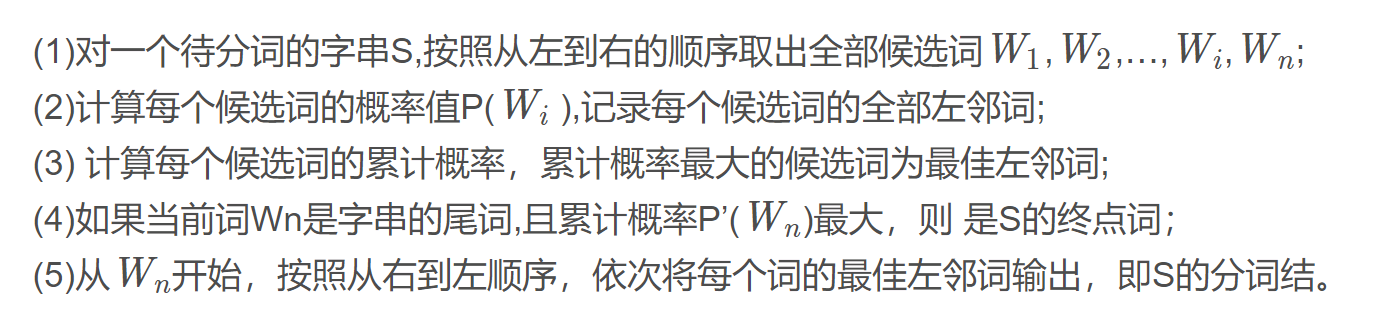 (1)对一个待分词的字串S,按照从左到右的顺序取出全部候选词 W₁, W₂,…, Wᵢ, Wₙ;
(2)计算每个候选词的概率值P( Wᵢ ),记录每个候选词的全部左邻词;
(3) 计算每个候选词的累计概率，累计概率最大的候选词为最佳左邻词;
(4)如果当前词Wn是字串的尾词,且累计概率P’( Wₙ)最大，则 是S的终点词;
(5)从 Wₙ开始，按照从右到左顺序，依次将每个词的最佳左邻词输出，即S的分词结。